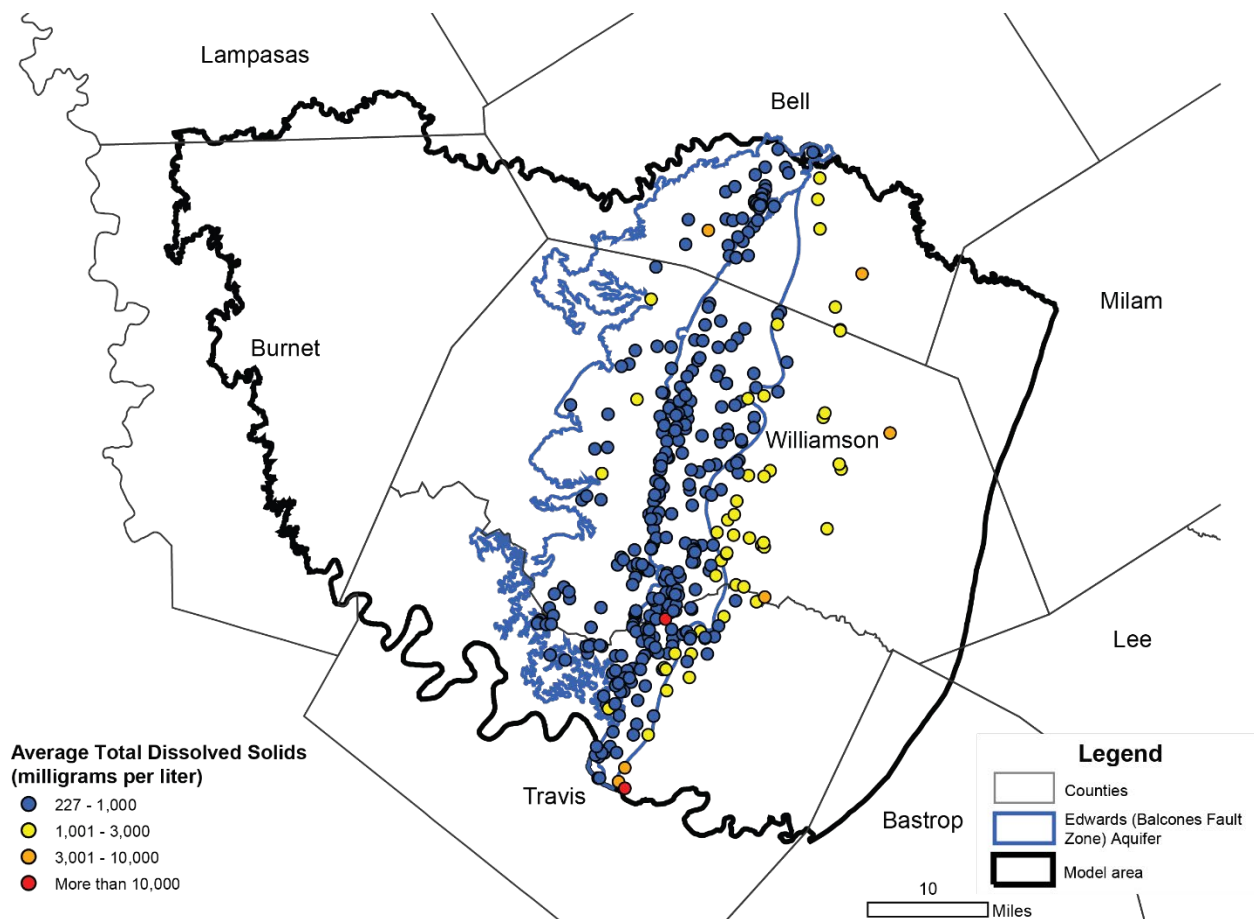 Lampasas
Bell
Milam
Burnet
Williamson
Lee
Travis
Bastrop
Average Total Dissolved Solids
(milligrams per liter)
227 - 1,000
1,001 - 3,000
3,001 - 10,000
More than 10,000
Legend
Counties
Edwards (Balcones Fault
Zone) Aquifer
Model area
10
Miles